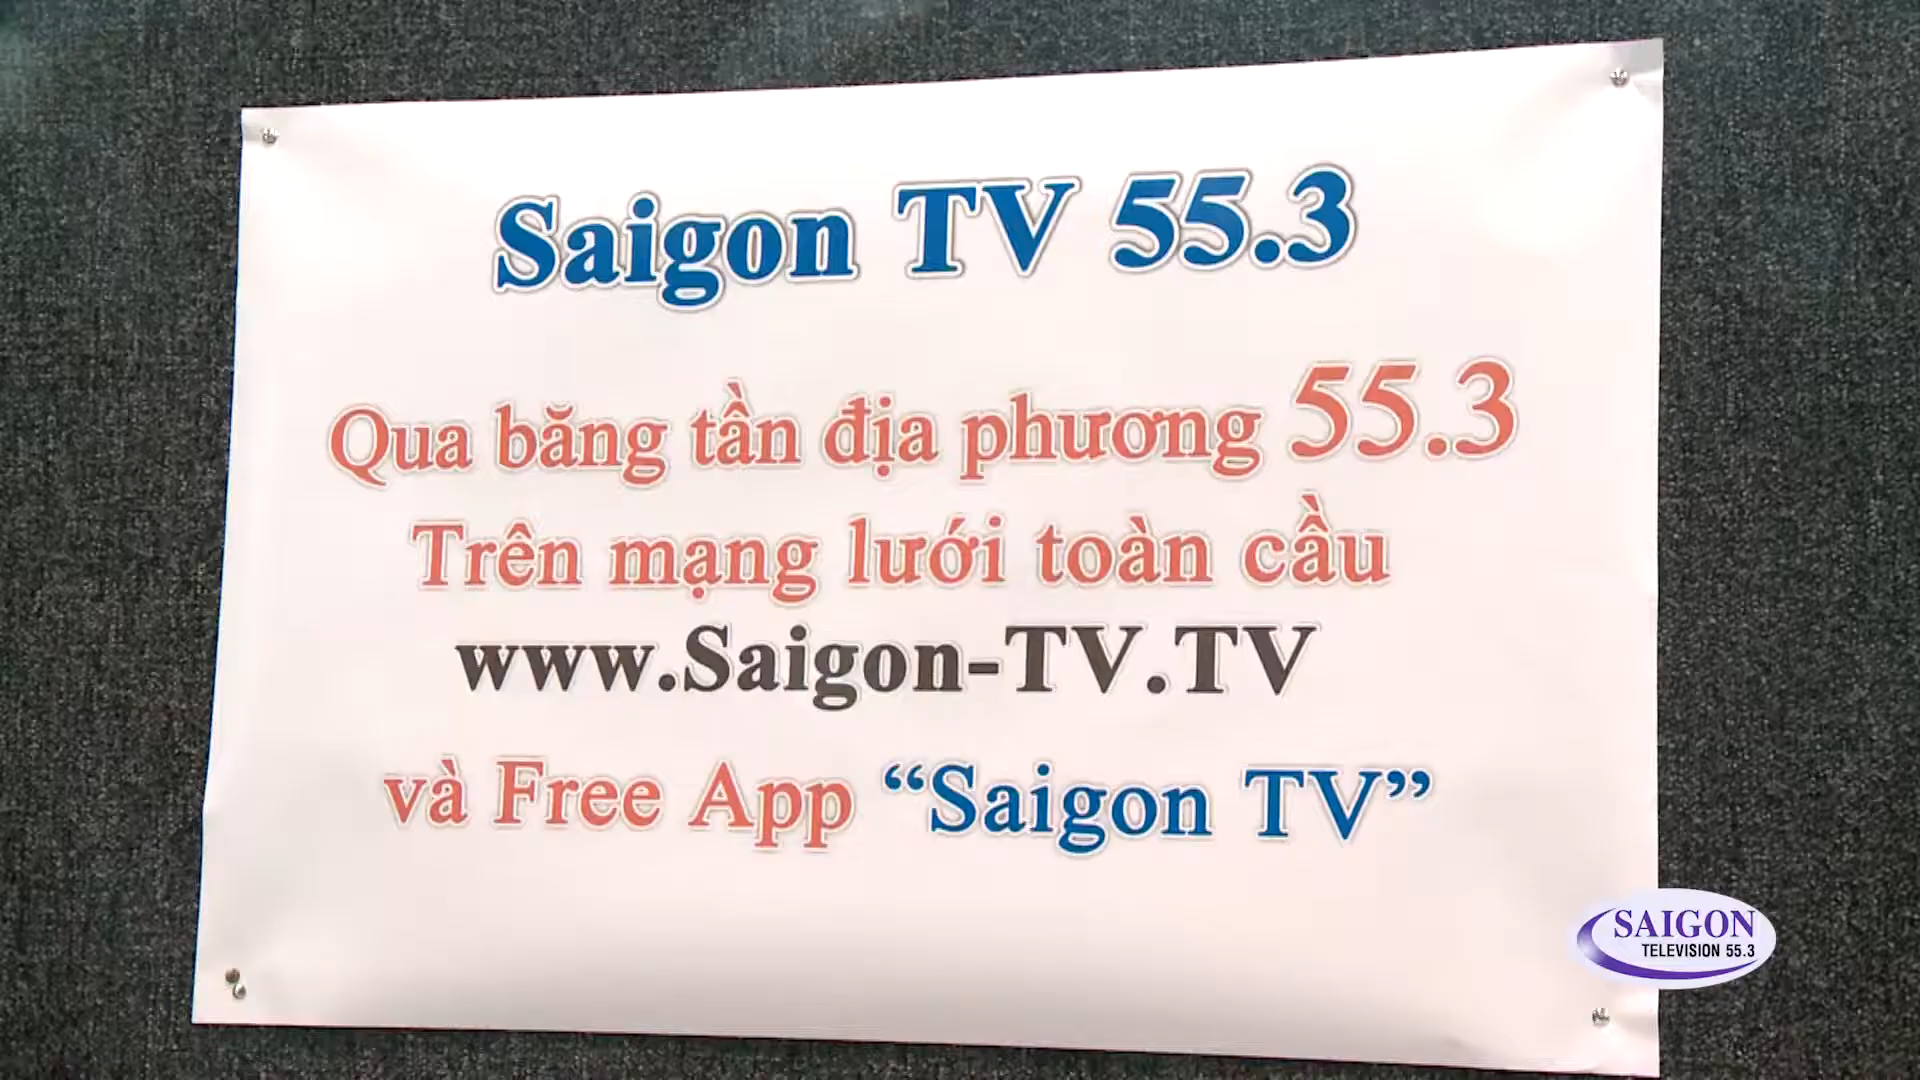 Saigon TV 55.3
Qua băng tần địa phương 55.3
Trên mạng lưới toàn cầu
www.Saigon-TV.TV
và Free App “Saigon TV”
SAIGON
TELEVISION 55.3